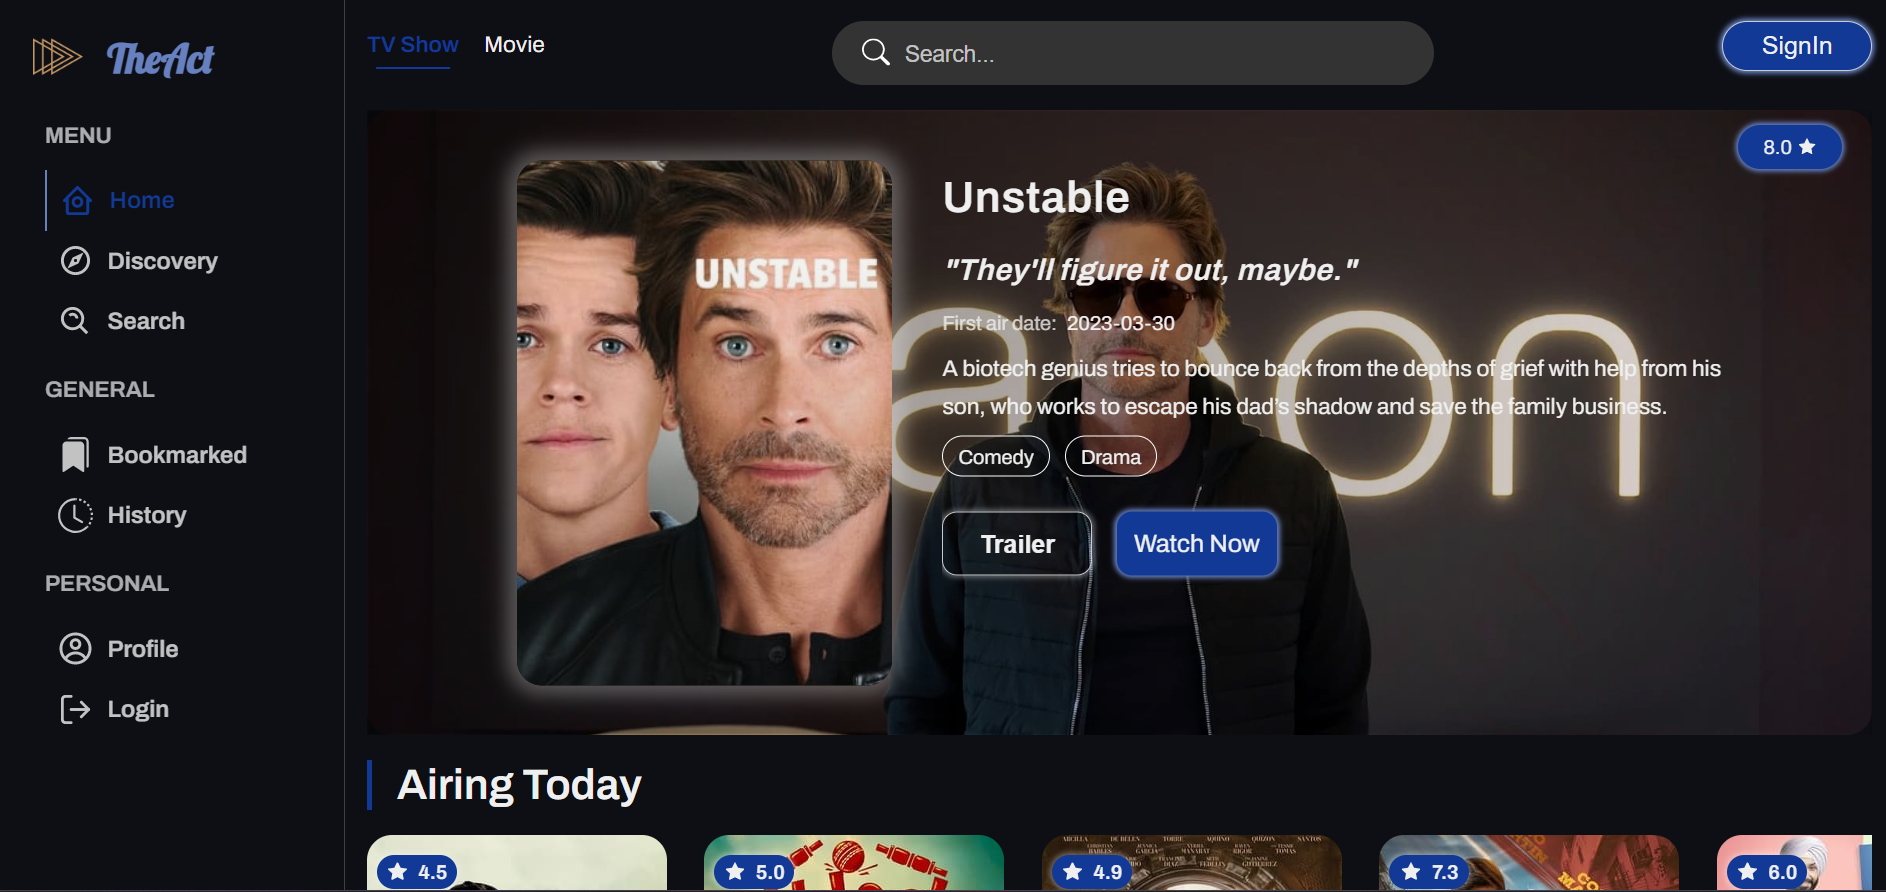 TheAct
TV Show
Movie
Search...
SignIn
MENU
Home
Discovery
Search
GENERAL
Bookmarked
History
PERSONAL
Profile
Login
8.0
UNSTABLE
Unstable
"They'll figure it out, maybe."
First air date: 2023-03-30
A biotech genius tries to bounce back from the depths of grief with help from his
son, who works to escape his dad’s shadow and save the family business.
Comedy
Drama
Trailer
Watch Now
Airing Today
4.5
5.0
4.9
7.3
6.0